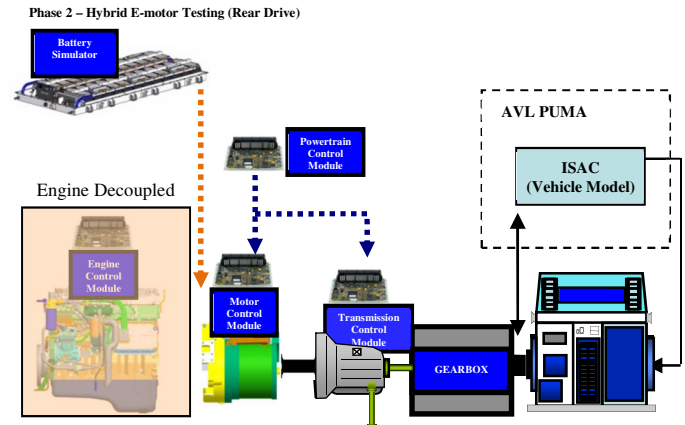 Phase 2 – Hybrid E-motor Testing (Rear Drive)
Battery
Simulator
AVL PUMA
Powertrain
Control
Module
ISAC
(Vehicle Model)
Engine Decoupled
Engine
Control
Module
Motor
Control
Module
Transmission
Control
Module
GEARBOX